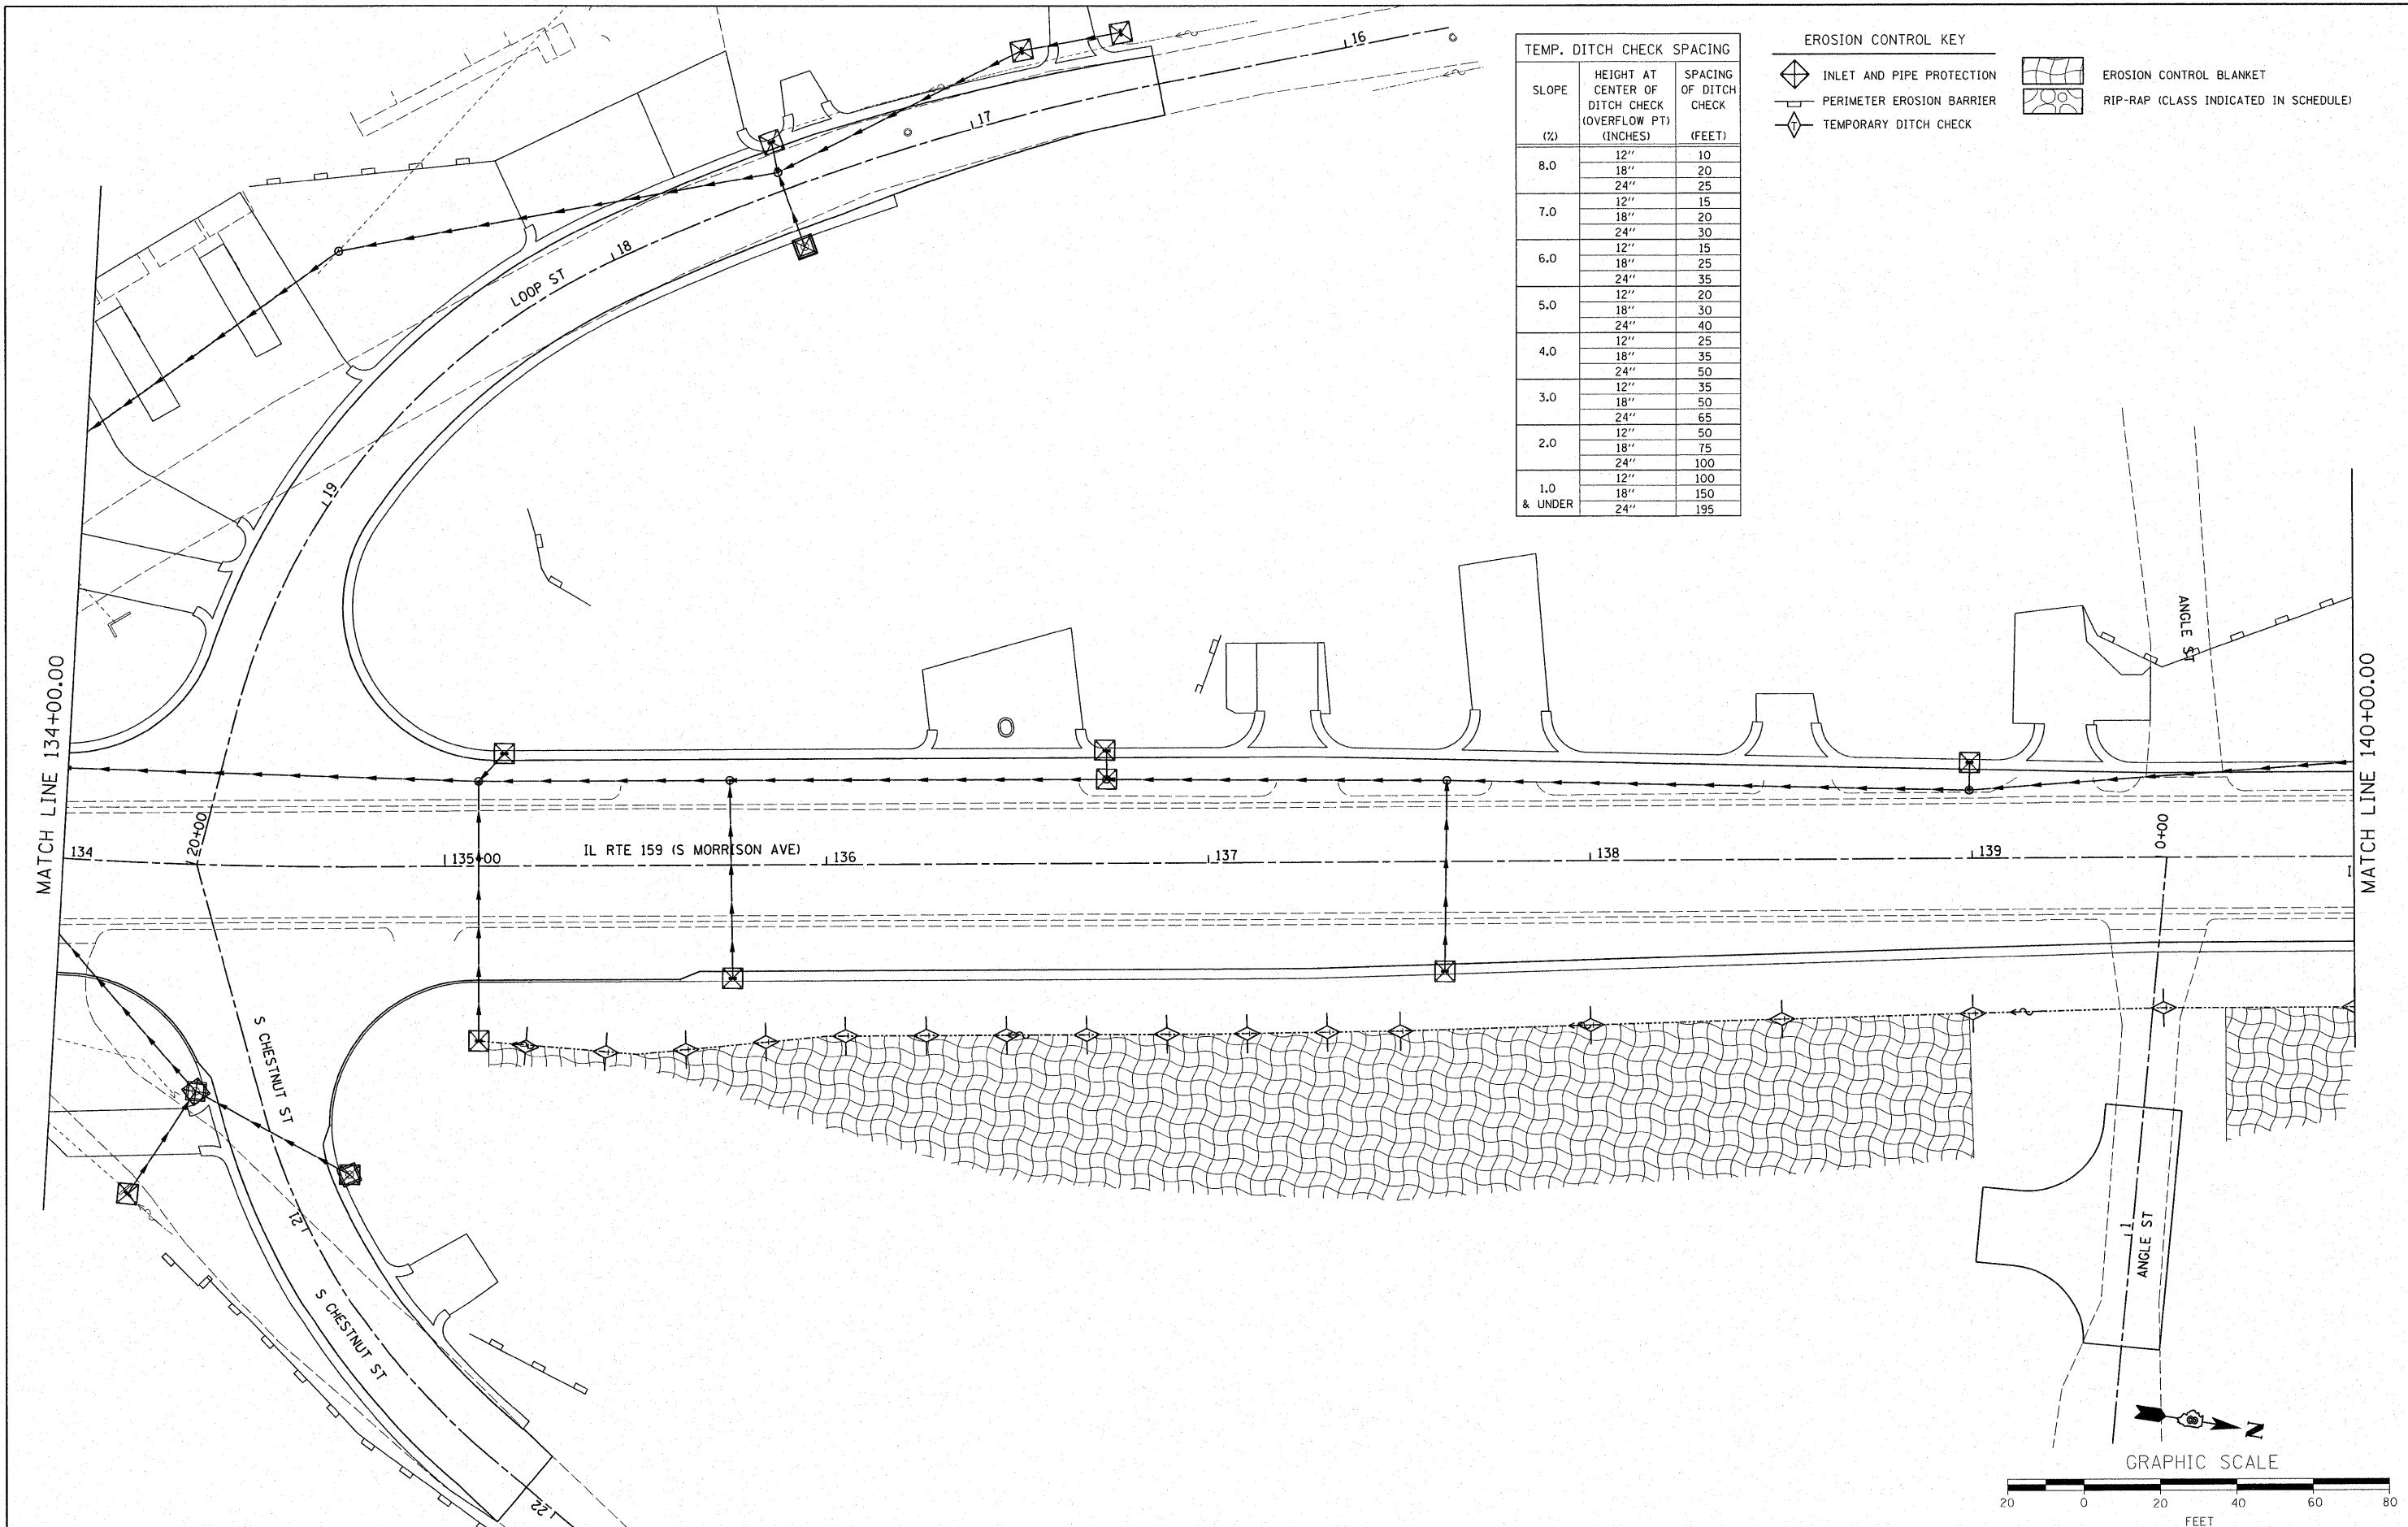 TEMP. DITCH CHECK SPACING
SLOPE (%)
HEIGHT AT CENTER OF DITCH CHECK (OVERFLOW PT) (INCHES)
SPACING OF DITCH CHECK (FEET)
8.0
12" 10
18" 20
24" 25
7.0
12" 15
18" 20
24" 30
6.0
12" 15
18" 25
24" 35
5.0
12" 20
18" 30
24" 40
4.0
12" 25
18" 35
24" 50
3.0
12" 35
18" 50
24" 65
2.0
12" 50
18" 75
24" 100
1.0 & UNDER
12" 100
18" 150
24" 195
EROSION CONTROL KEY
INLET AND PIPE PROTECTION
PERIMETER EROSION BARRIER
T TEMPORARY DITCH CHECK
EROSION CONTROL BLANKET
RIP-RAP (CLASS INDICATED IN SCHEDULE)
16
17
18
LOOP ST
19
20+00
MATCH LINE 134+00.00
MATCH LINE 140+00.00
ANGLE ST
134
135+00
IL RTE 159 (S MORRISON AVE)
136
137
138
139
0+00
S CHESTNUT ST
21
S CHESTNUT ST
22
1
ANGLE ST
N
GRAPHIC SCALE
20 0 20 40 60 80
FEET